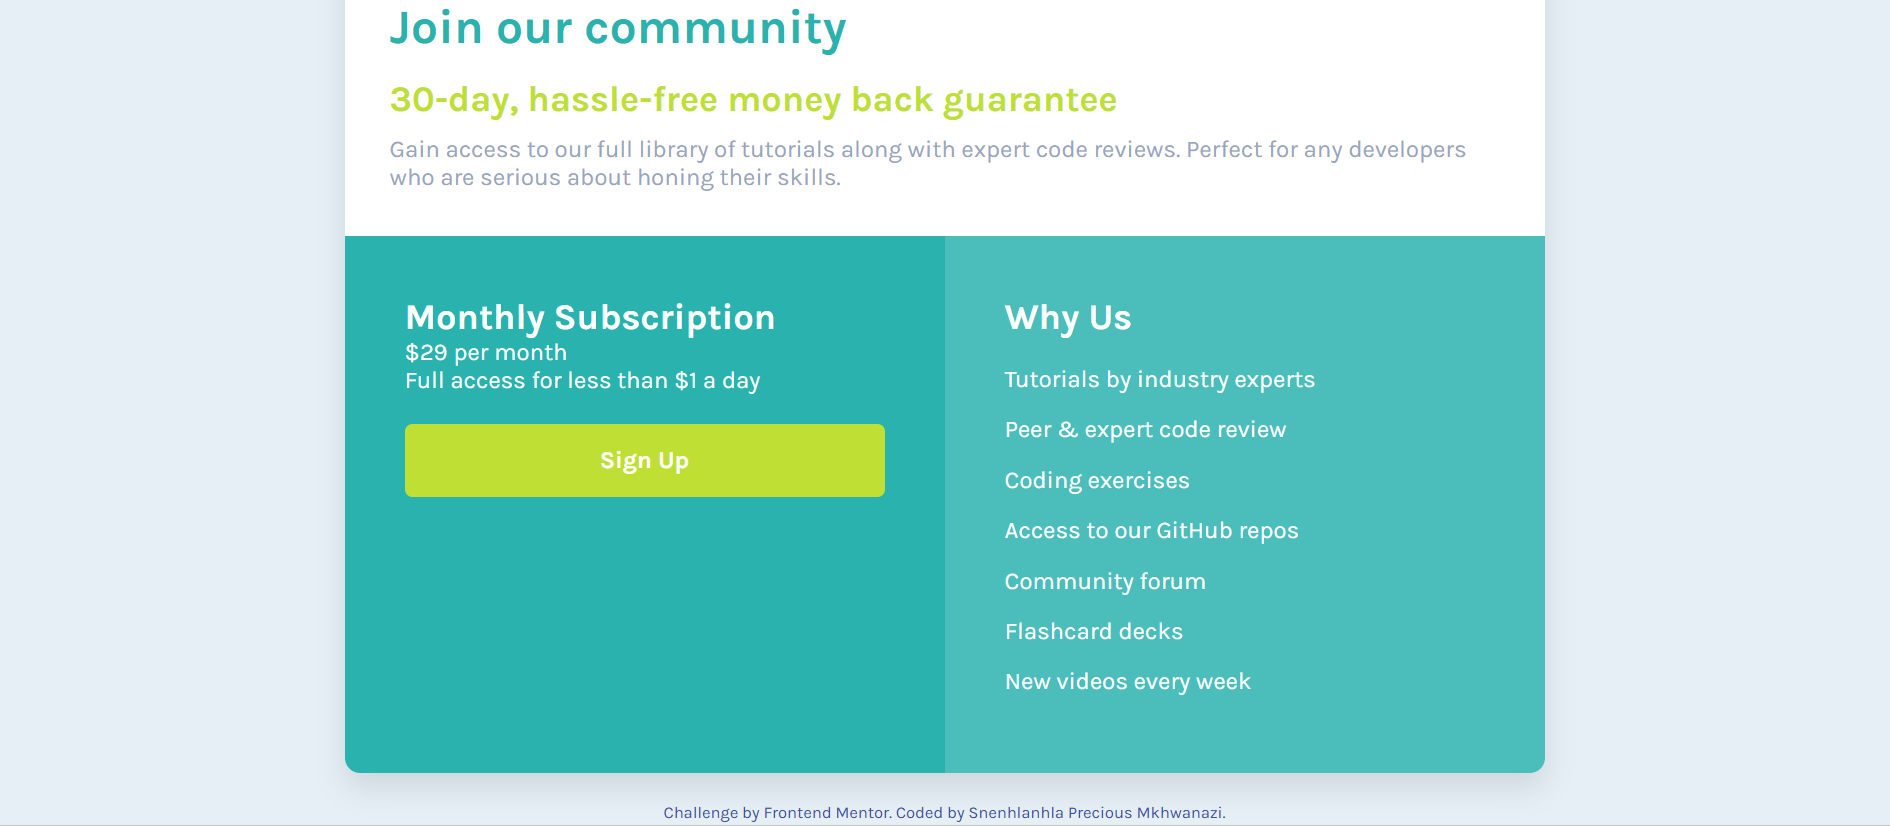 Join our community
30-day, hassle-free money back guarantee
Gain access to our full library of tutorials along with expert code reviews. Perfect for any developers
who are serious about honing their skills.
Monthly Subscription
$29 per month
Full access for less than $1 a day
Sign Up
Why Us
Tutorials by industry experts
Peer & expert code review
Coding exercises
Access to our GitHub repos
Community forum
Flashcard decks
New videos every week
Challenge by Frontend Mentor. Coded by Snenhlanhla Precious Mkhwanazi.